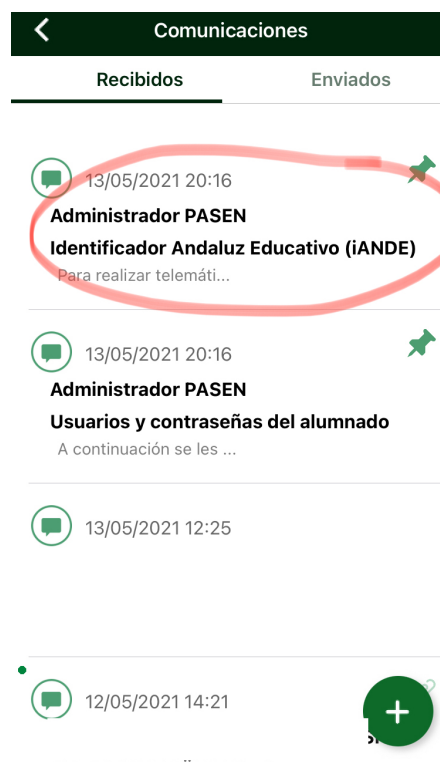 Comunicaciones
Recibidos Enviados
13/05/2021 20:16
Administrador PASEN
Identificador Andaluz Educativo (iANDE)
Para realizar telemáti...
13/05/2021 20:16
Administrador PASEN
Usuarios y contraseñas del alumnado
A continuación se les ...
13/05/2021 12:25
12/05/2021 14:21